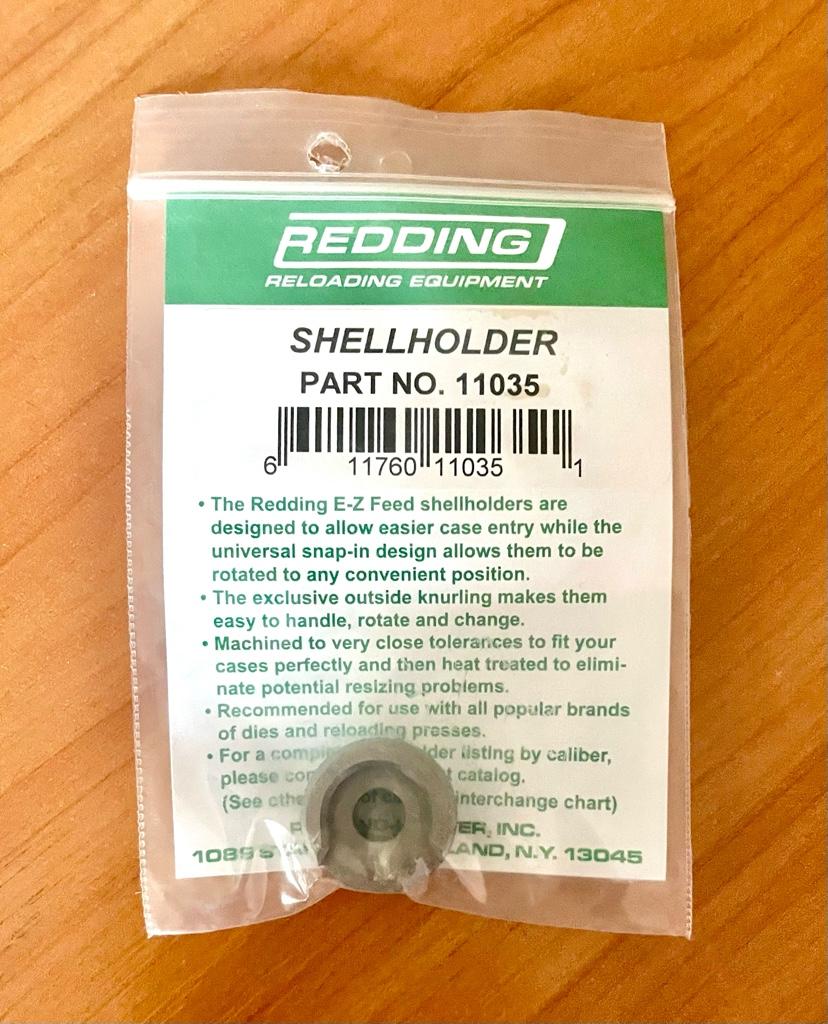 REDDING
RELOADING EQUIPMENT
SHELLHOLDER
PART NO. 11035
6 11760 11035 1
• The Redding E-Z Feed shellholders are
designed to allow easier case entry while the
universal snap-in design allows them to be
rotated to any convenient position.
• The exclusive outside knurling makes them
easy to handle, rotate and change.
• Machined to very close tolerances to fit your
cases perfectly and then heat treated to elimi-
nate potential resizing problems.
• Recommended for use with all popular brands
of dies and reloading presses.
• For a listing by caliber,
please catalog.
(See interchange chart)
INC.
1089 N.Y. 13045